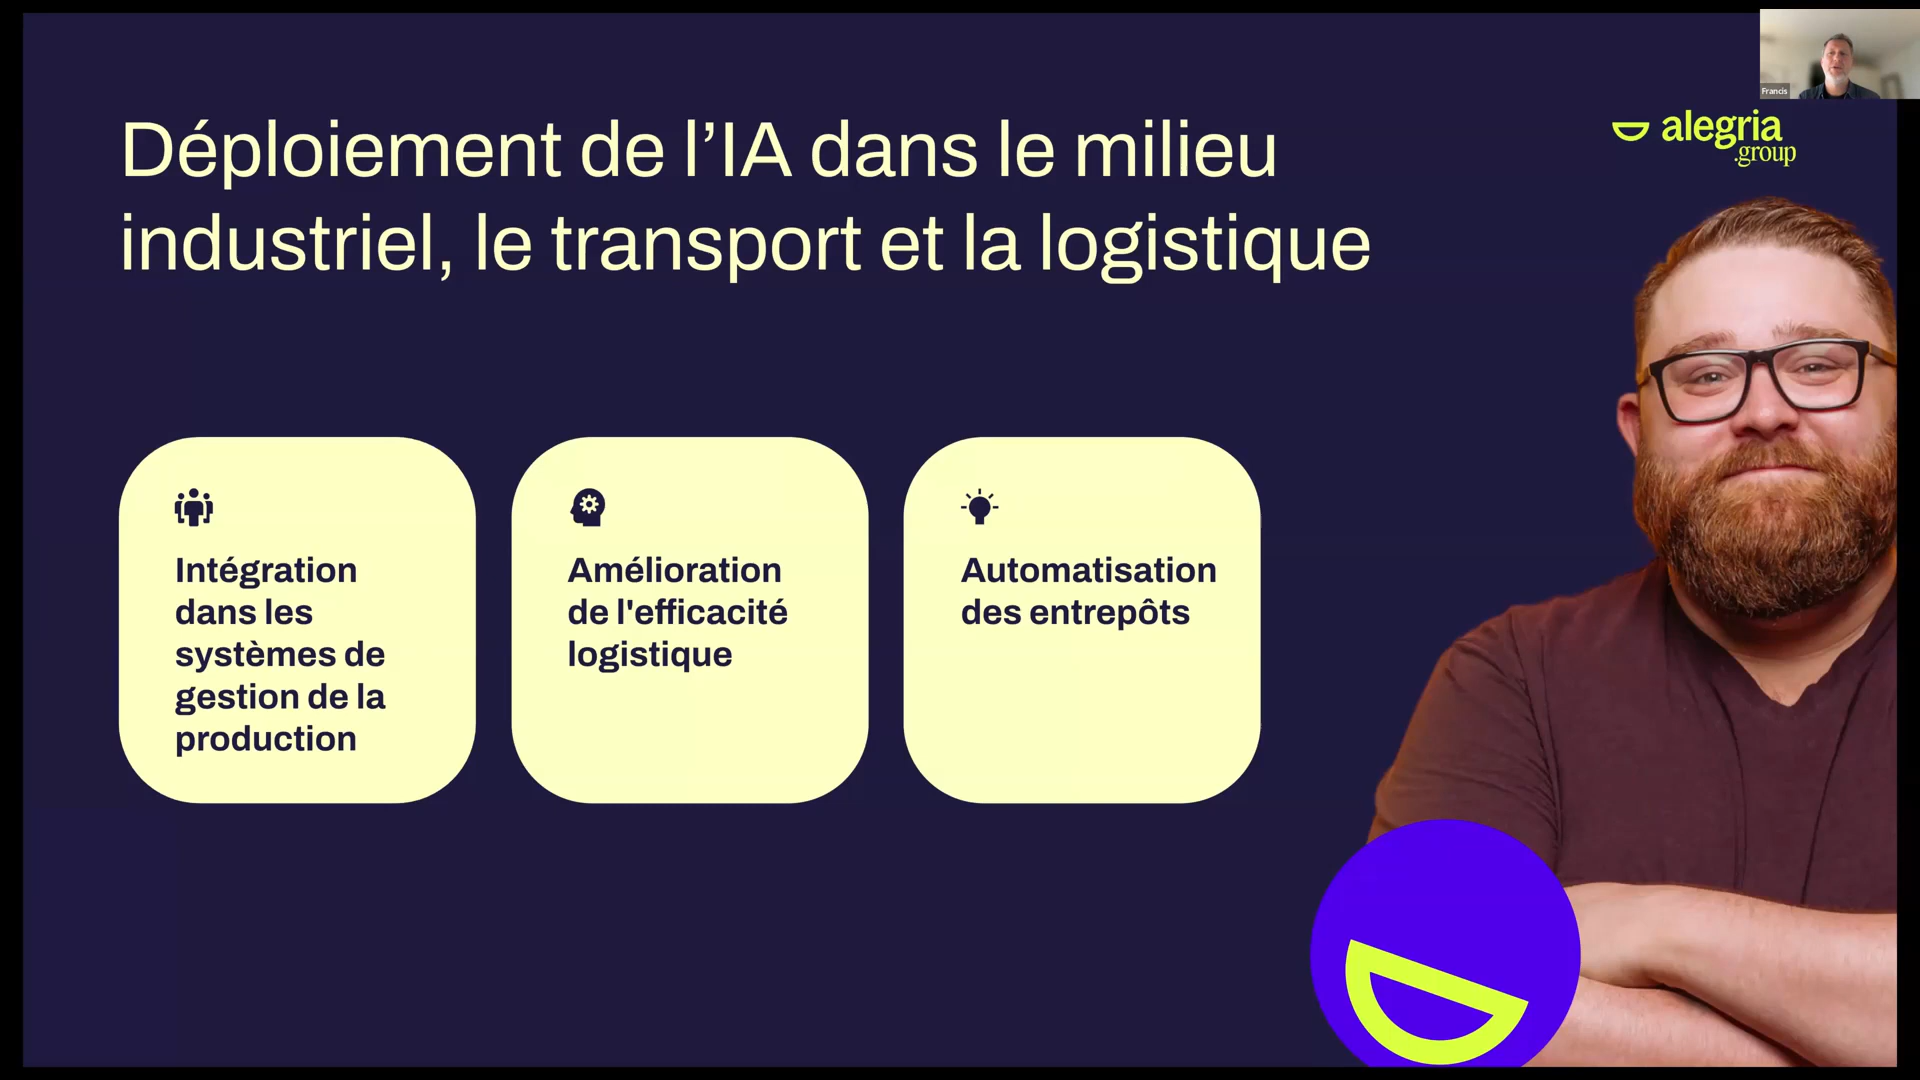 Francis
alegria
.group
Déploiement de l’IA dans le milieu
industriel, le transport et la logistique
Intégration
dans les
systèmes de
gestion de la
production
Amélioration
de l'efficacité
logistique
Automatisation
des entrepôts